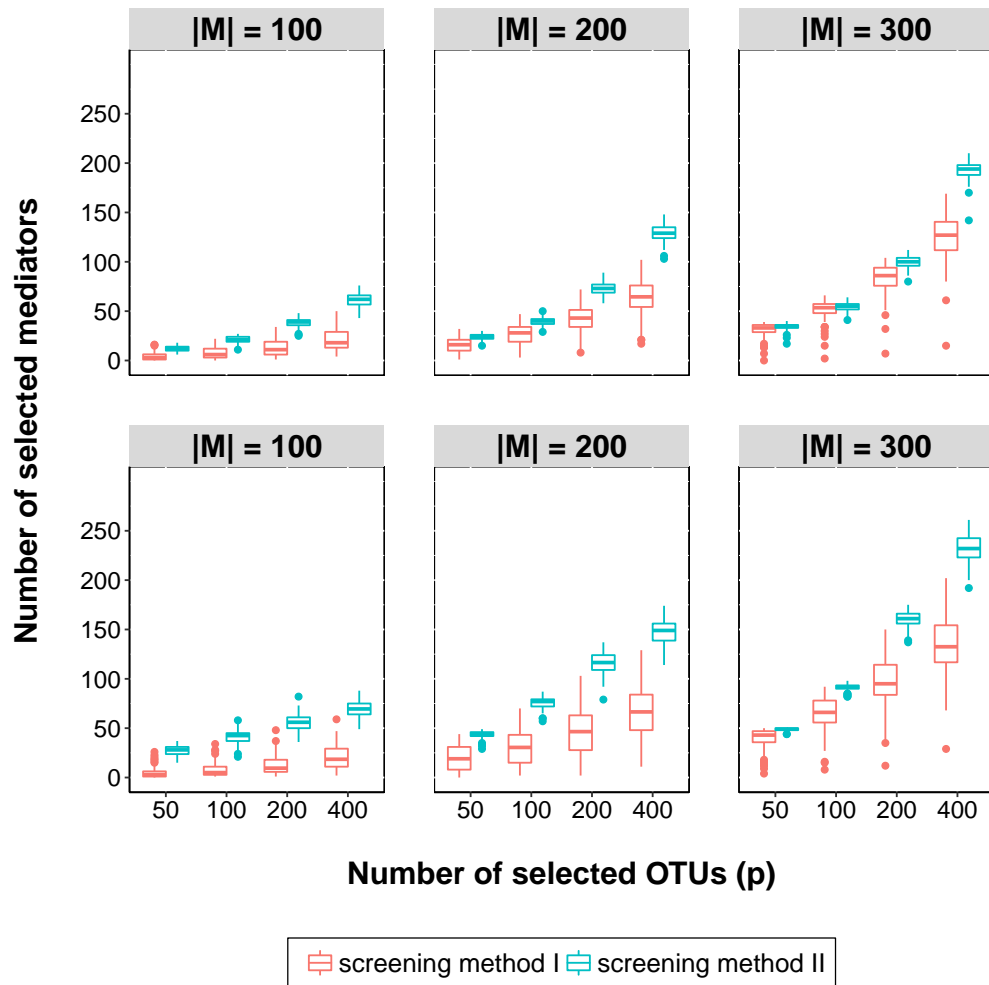 |M| = 100 |M| = 200 |M| = 300
250
200
150
100
50
0
Number of selected mediators
|M| = 100 |M| = 200 |M| = 300
250
200
150
100
50
0
50 100 200 400 50 100 200 400 50 100 200 400
Number of selected OTUs (p)
screening method I screening method II